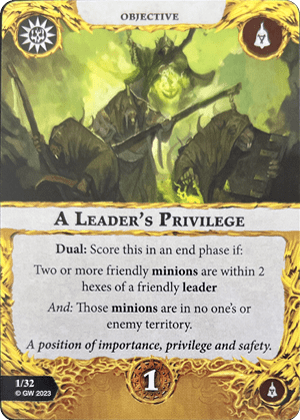 OBJECTIVE
A LEADER'S PRIVILEGE
Dual: Score this in an end phase if:
Two or more friendly minions are within 2
hexes of a friendly leader
And: Those minions are in no one's or
enemy territory.
A position of importance, privilege and safety.
1/32
© GW 2023
1